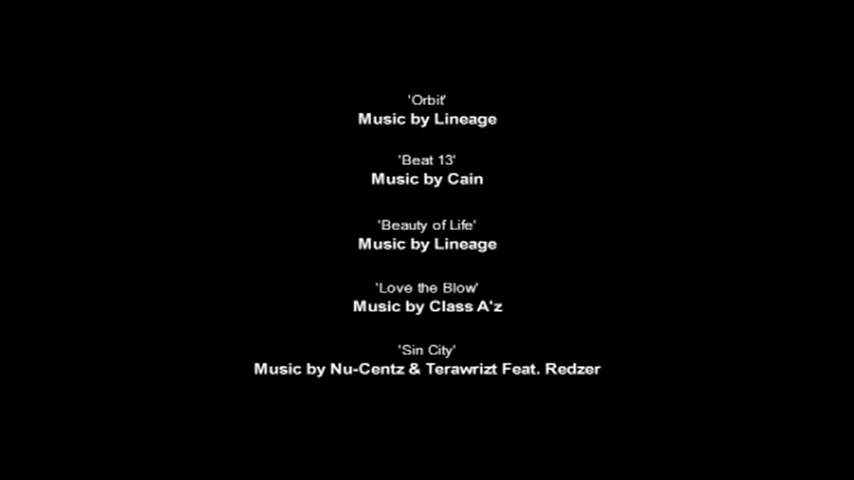 'Orbit'
Music by Lineage
'Beat 13'
Music by Cain
'Beauty of Life'
Music by Lineage
'Love the Blow'
Music by Class A'z
'Sin City'
Music by Nu-Centz & Terawrizt Feat. Redzer